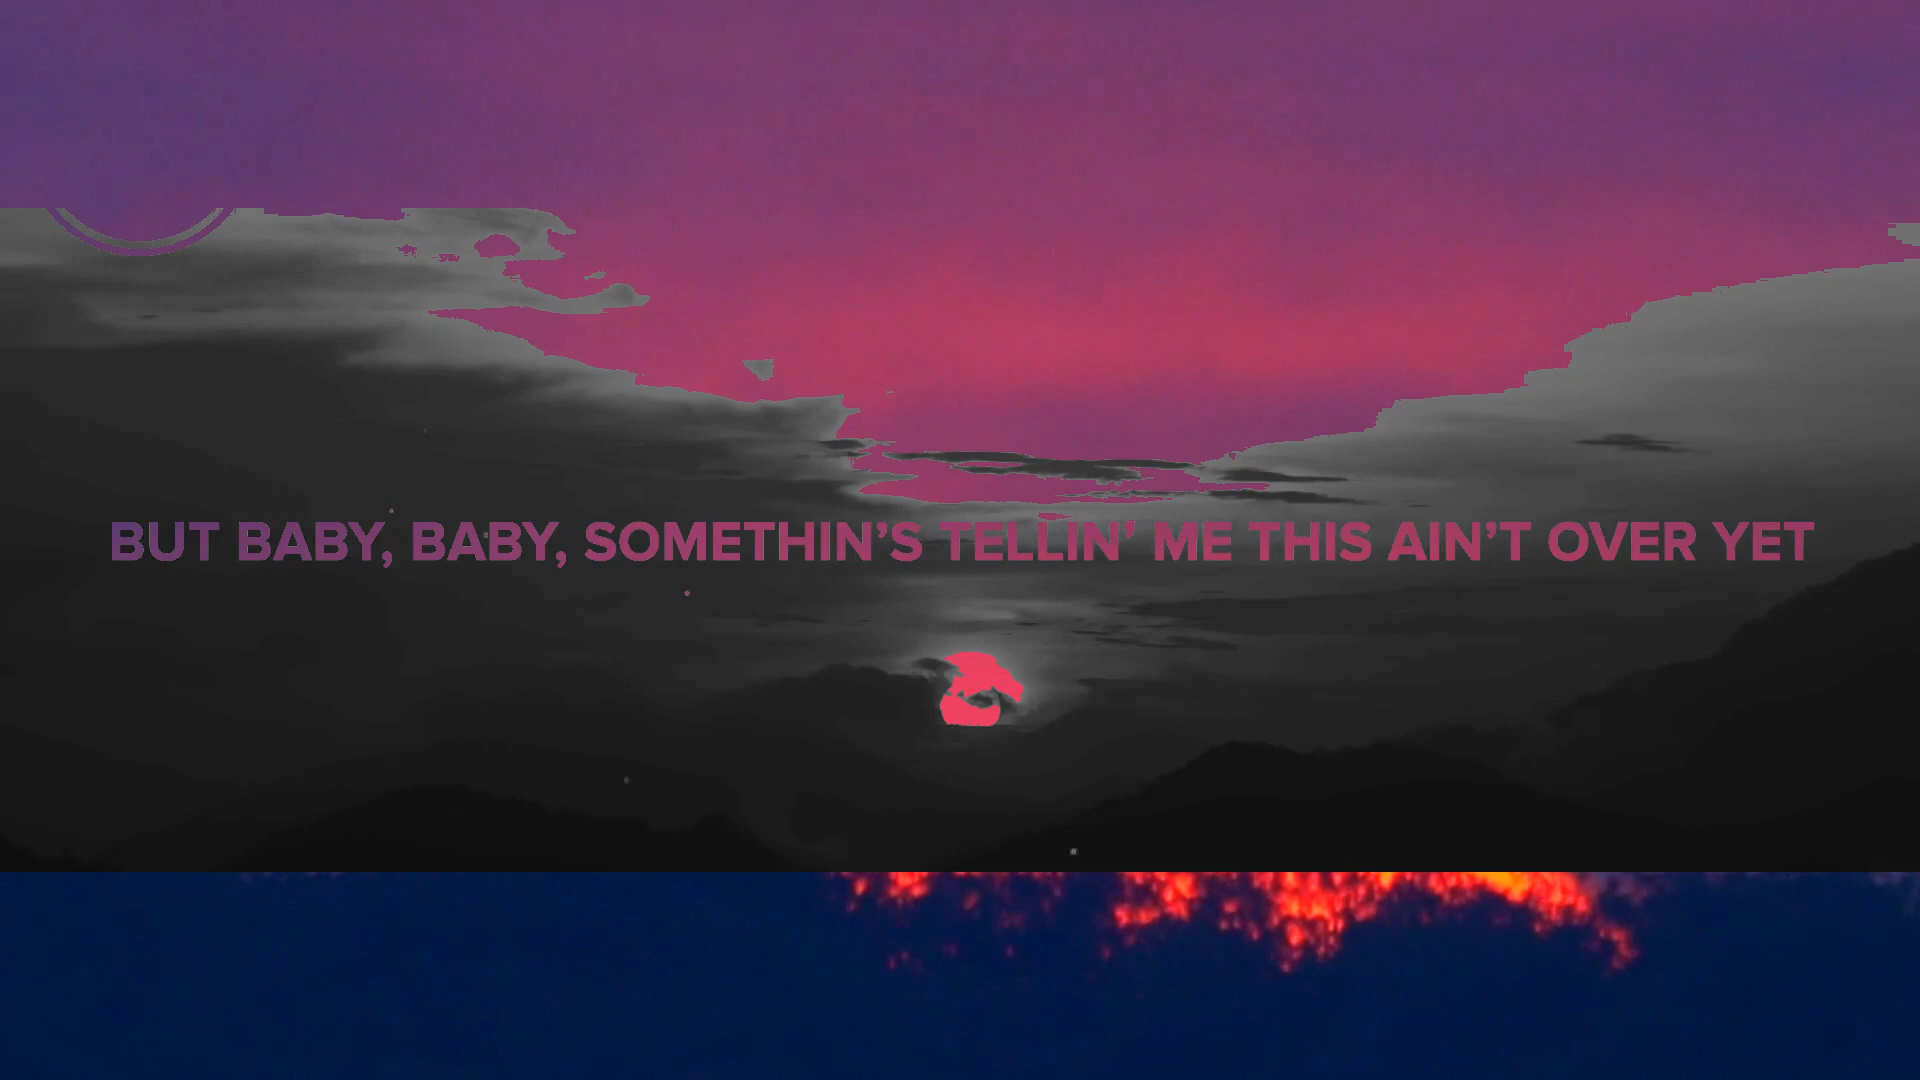 BUT BABY, BABY, SOMETHIN’S TELLIN’ ME THIS AIN’T OVER YET